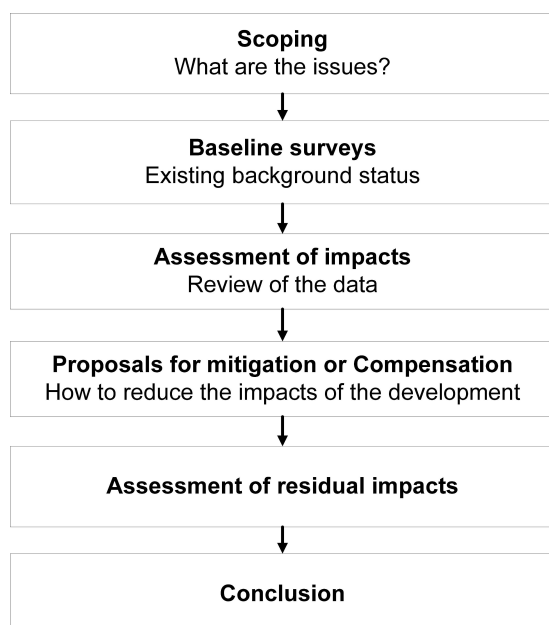 Scoping
What are the issues?
Baseline surveys
Existing background status
Assessment of impacts
Review of the data
Proposals for mitigation or Compensation
How to reduce the impacts of the development
Assessment of residual impacts
Conclusion